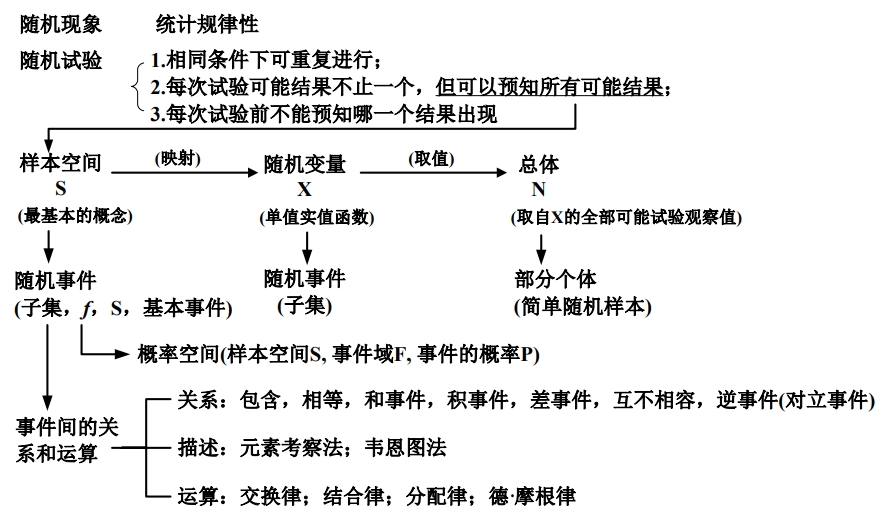 随机现象 统计规律性
随机试验
1.相同条件下可重复进行；
2.每次试验可能结果不止一个，但可以预知所有可能结果；
3.每次试验前不能预知哪一个结果出现
样本空间 (映射) 随机变量 (取值) 总体
S X N
(最基本的概念) (单值实值函数) (取自X的全部可能试验观察值)
随机事件 随机事件 部分个体
(子集，f，S，基本事件) (子集) (简单随机样本)
概率空间(样本空间S, 事件域F, 事件的概率P)
关系：包含，相等，和事件，积事件，差事件，互不相容，逆事件(对立事件)
事件间的关
系和运算
描述：元素考察法；韦恩图法
运算：交换律；结合律；分配律；德·摩根律